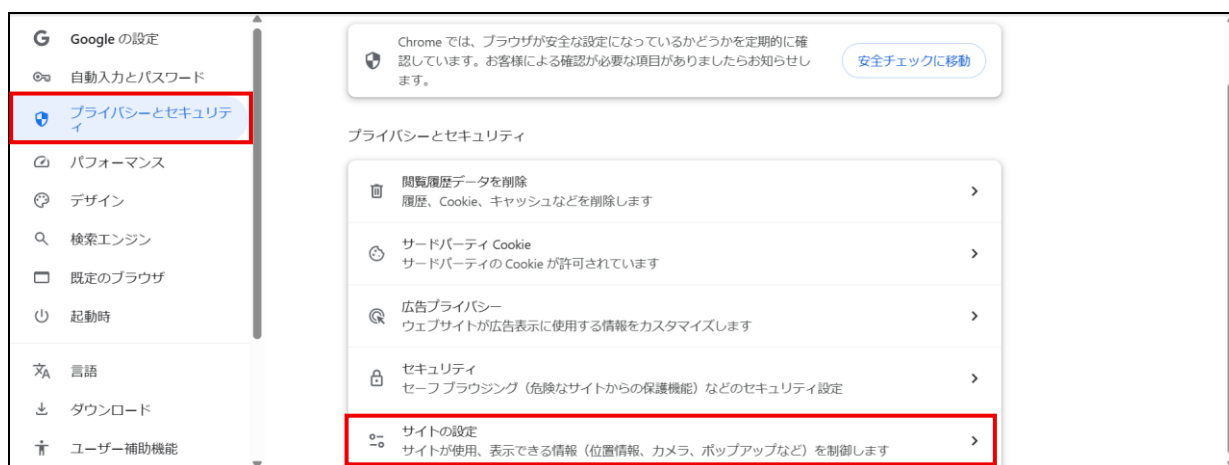 Google の設定
自動入力とパスワード
プライバシーとセキュリテ
ィ
パフォーマンス
デザイン
検索エンジン
既定のブラウザ
起動時
言語
ダウンロード
ユーザー補助機能
Chrome では、ブラウザが安全な設定になっているかどうかを定期的に確
認しています。お客様による確認が必要な項目がありましたらお知らせし
ます。
安全チェックに移動
プライバシーとセキュリティ
閲覧履歴データを削除
履歴、Cookie、キャッシュなどを削除します
サードパーティ Cookie
サードパーティの Cookie が許可されています
広告プライバシー
ウェブサイトが広告表示に使用する情報をカスタマイズします
セキュリティ
セーフ ブラウジング（危険なサイトからの保護機能）などのセキュリティ設定
サイトの設定
サイトが使用、表示できる情報（位置情報、カメラ、ポップアップなど）を制御します